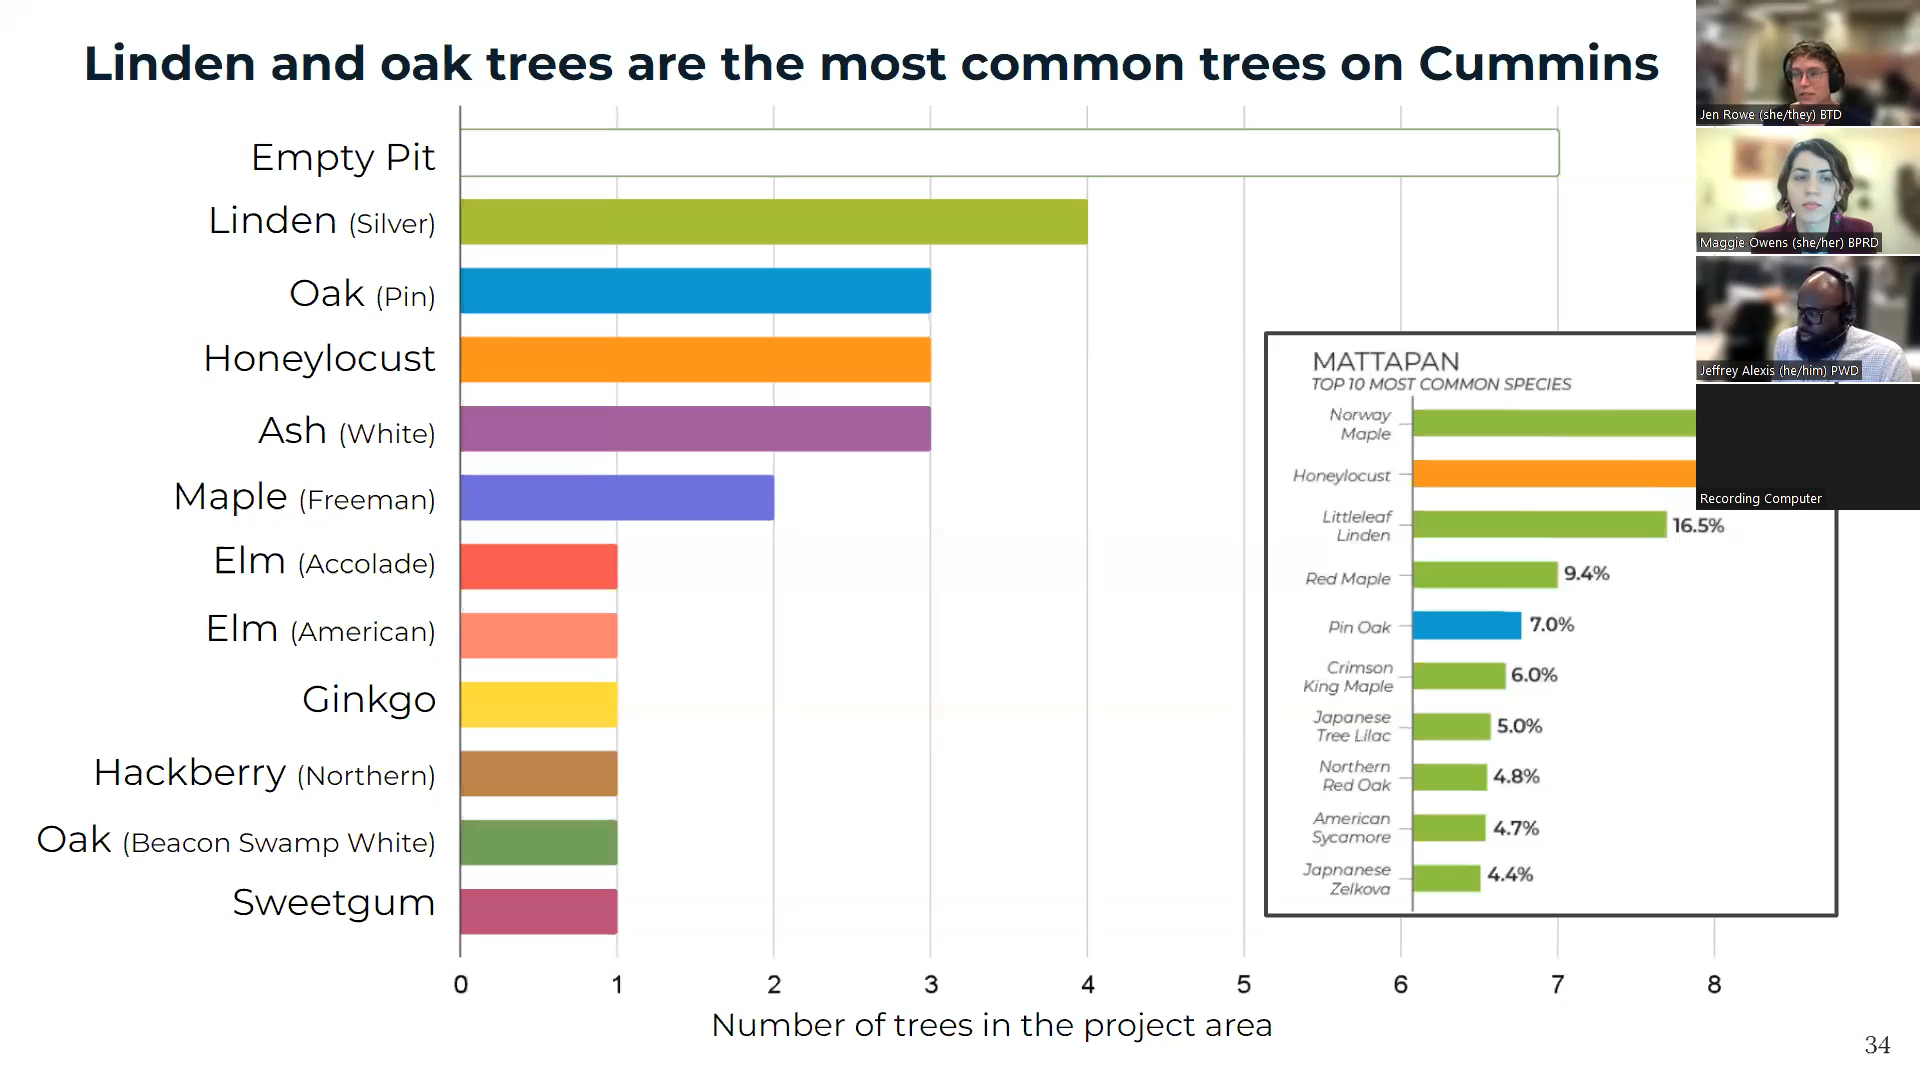 Linden and oak trees are the most common trees on Cummins
Empty Pit
Linden (Silver)
Oak (Pin)
Honeylocust
Ash (White)
Maple (Freeman)
Elm (Accolade)
Elm (American)
Ginkgo
Hackberry (Northern)
Oak (Beacon Swamp White)
Sweetgum
0 1 2 3 4 5 6 7 8
Number of trees in the project area
MATTAPAN
TOP 10 MOST COMMON SPECIES
Norway
Maple
Honeylocust
Littleleaf
Linden
16.5%
Red Maple
9.4%
Pin Oak
7.0%
Crimson
King Maple
6.0%
Japanese
Tree Lilac
5.0%
Northern
Red Oak
4.8%
American
Sycamore
4.7%
Japnanese
Zelkova
4.4%
Jen Rowe (she/they) BTD
Maggie Owens (she/her) BPRD
Jeffrey Alexis (he/him) PWD
Recording Computer
34